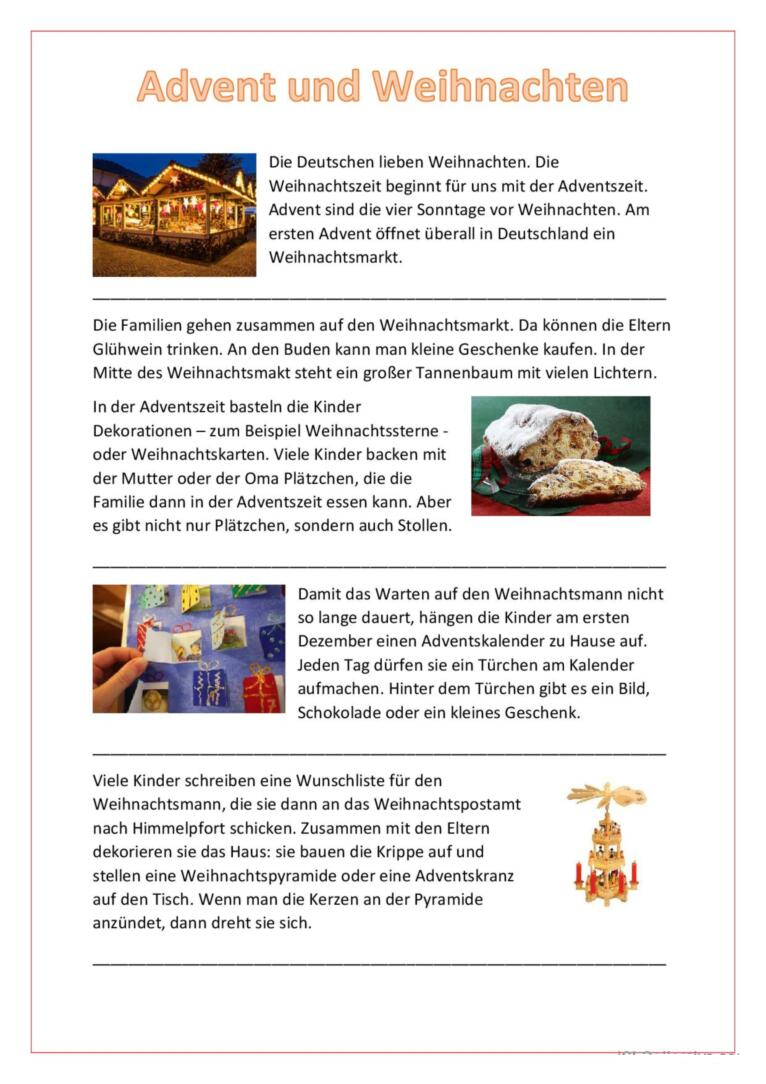 Advent und Weihnachten
Die Deutschen lieben Weihnachten. Die
Weihnachtszeit beginnt für uns mit der Adventszeit.
Advent sind die vier Sonntage vor Weihnachten. Am
ersten Advent öffnet überall in Deutschland ein
Weihnachtsmarkt.
Die Familien gehen zusammen auf den Weihnachtsmarkt. Da können die Eltern
Glühwein trinken. An den Buden kann man kleine Geschenke kaufen. In der
Mitte des Weihnachtsmakt steht ein großer Tannenbaum mit vielen Lichtern.
In der Adventszeit basteln die Kinder
Dekorationen – zum Beispiel Weihnachtssterne -
oder Weihnachtskarten. Viele Kinder backen mit
der Mutter oder der Oma Plätzchen, die die
Familie dann in der Adventszeit essen kann. Aber
es gibt nicht nur Plätzchen, sondern auch Stollen.
Damit das Warten auf den Weihnachtsmann nicht
so lange dauert, hängen die Kinder am ersten
Dezember einen Adventskalender zu Hause auf.
Jeden Tag dürfen sie ein Türchen am Kalender
aufmachen. Hinter dem Türchen gibt es ein Bild,
Schokolade oder ein kleines Geschenk.
Viele Kinder schreiben eine Wunschliste für den
Weihnachtsmann, die sie dann an das Weihnachtspostamt
nach Himmelpfort schicken. Zusammen mit den Eltern
dekorieren sie das Haus: sie bauen die Krippe auf und
stellen eine Weihnachtspyramide oder eine Adventskranz
auf den Tisch. Wenn man die Kerzen an der Pyramide
anzündet, dann dreht sie sich.